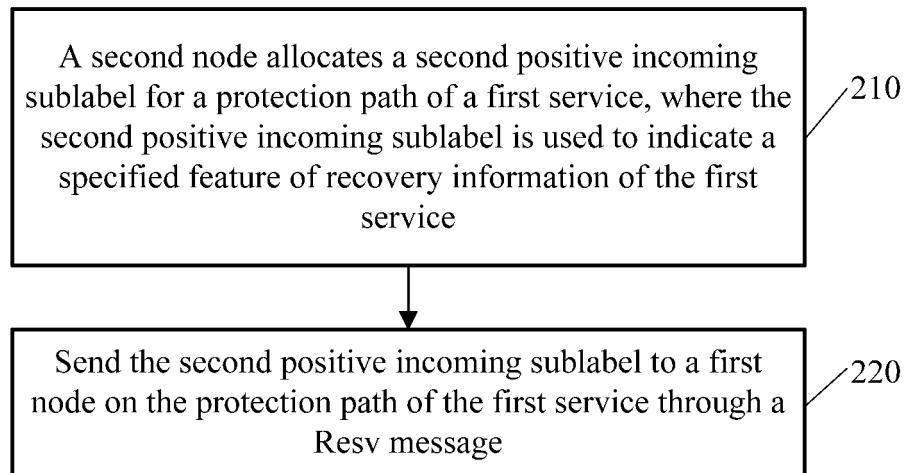 A second node allocates a second positive incoming
sublabel for a protection path of a first service, where the
second positive incoming sublabel is used to indicate a
specified feature of recovery information of the first
service
210
Send the second positive incoming sublabel to a first
node on the protection path of the first service through a
Resv message
220